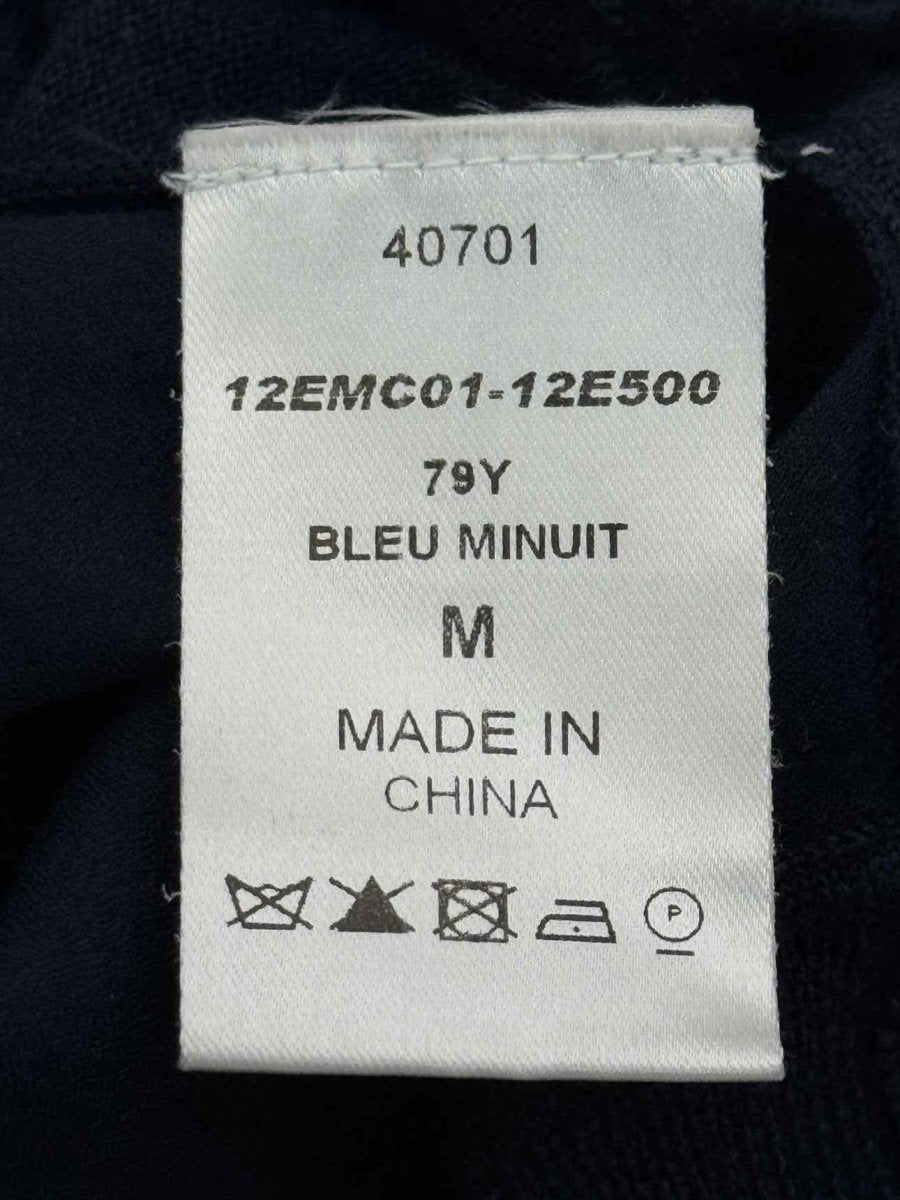 40701
12EMC01-12E500
79Y
BLEU MINUIT
M
MADE IN
CHINA
P